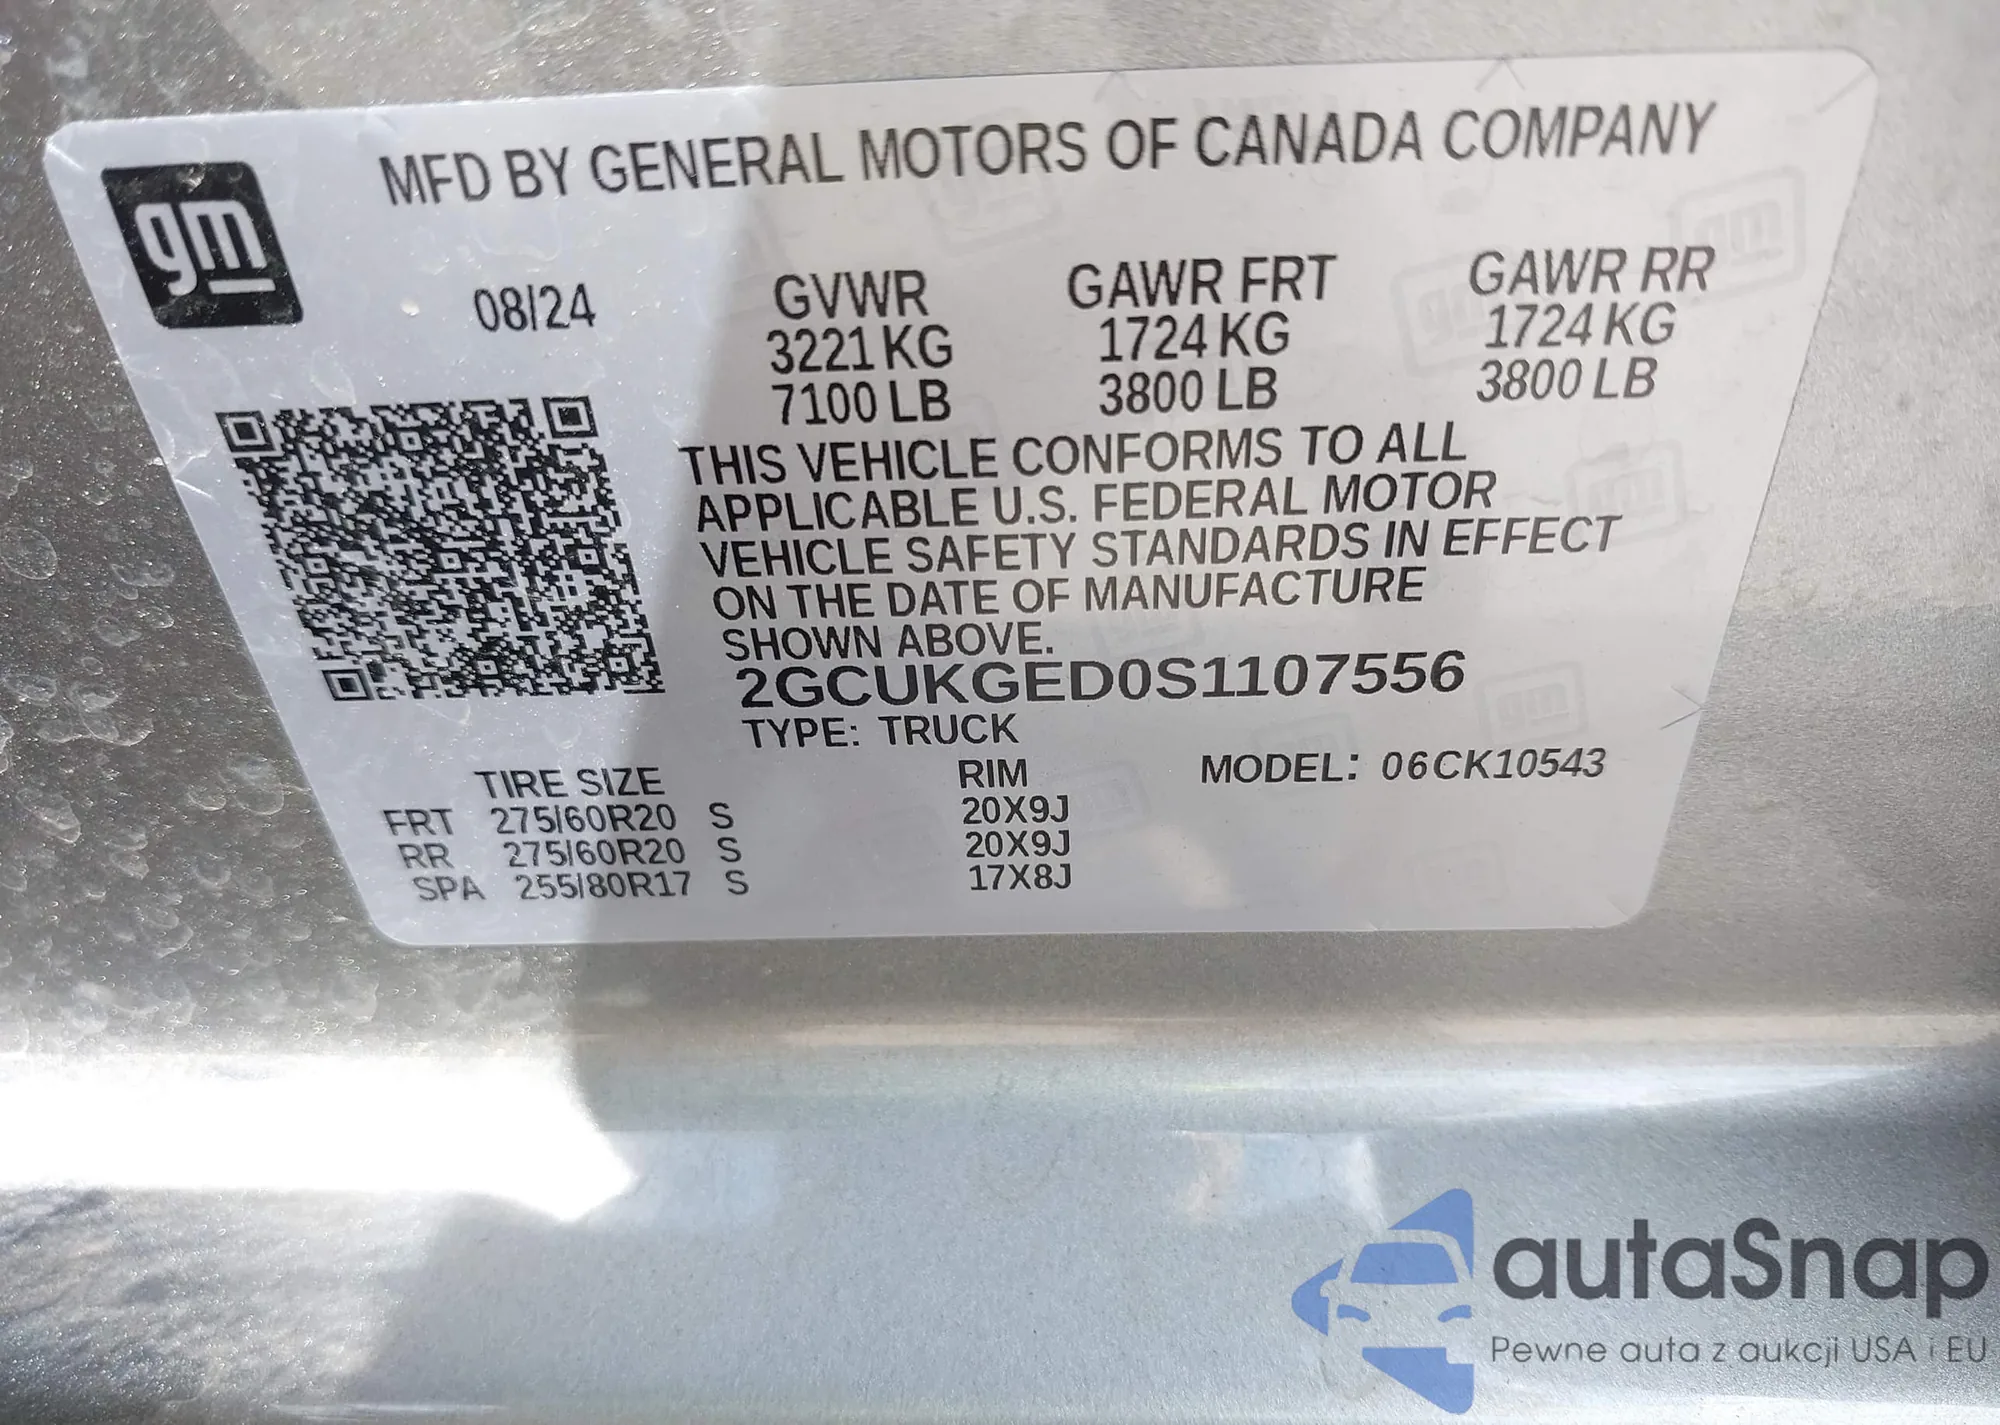 gm
MFD BY GENERAL MOTORS OF CANADA COMPANY
08/24
GVWR GAWR FRT GAWR RR
3221 KG 1724 KG 1724 KG
7100 LB 3800 LB 3800 LB
THIS VEHICLE CONFORMS TO ALL
APPLICABLE U.S. FEDERAL MOTOR
VEHICLE SAFETY STANDARDS IN EFFECT
ON THE DATE OF MANUFACTURE
SHOWN ABOVE.
2GCUKGED0S1107556
TYPE: TRUCK
TIRE SIZE RIM MODEL: 06CK10543
FRT 275/60R20 S 20X9J
RR 275/60R20 S 20X9J
SPA 255/80R17 S 17X8J
autaSnap
Pewne auta z aukcji USA i EU